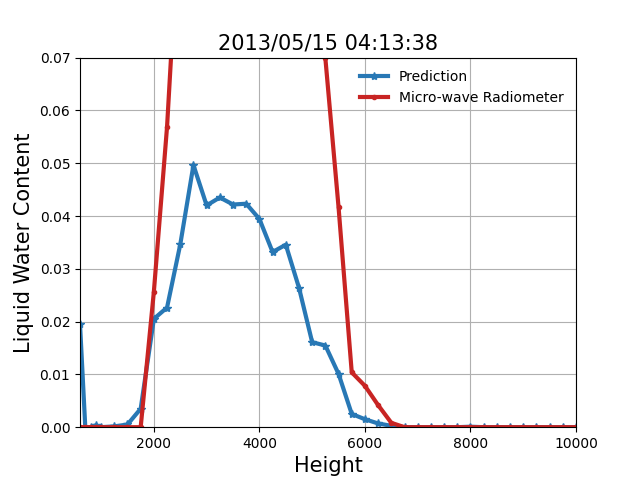 2013/05/15 04:13:38
0.07
0.06
0.05
0.04
0.03
0.02
0.01
0.00
Liquid Water Content
Prediction
Micro-wave Radiometer
2000 4000 6000 8000 10000
Height